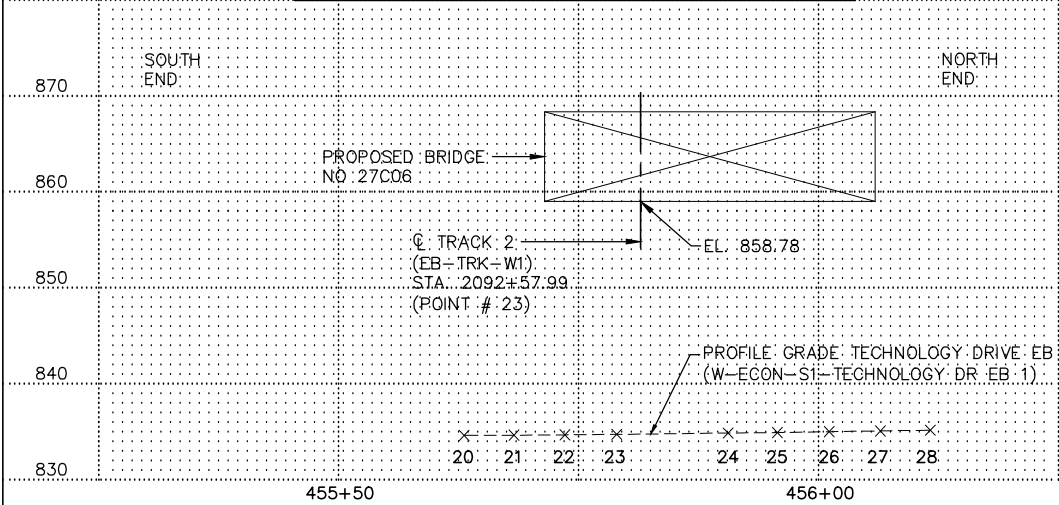 SOUTH
END
NORTH
END
870
PROPOSED BRIDGE
NO 27C06
860
EL. 858.78
℄ TRACK 2
(EB-TRK-W1)
STA. 2092+57.99
(POINT # 23)
850
PROFILE GRADE TECHNOLOGY DRIVE EB
(W-ECON-S1-TECHNOLOGY DR EB 1)
840
20 21 22 23 24 25 26 27 28
830
455+50 456+00